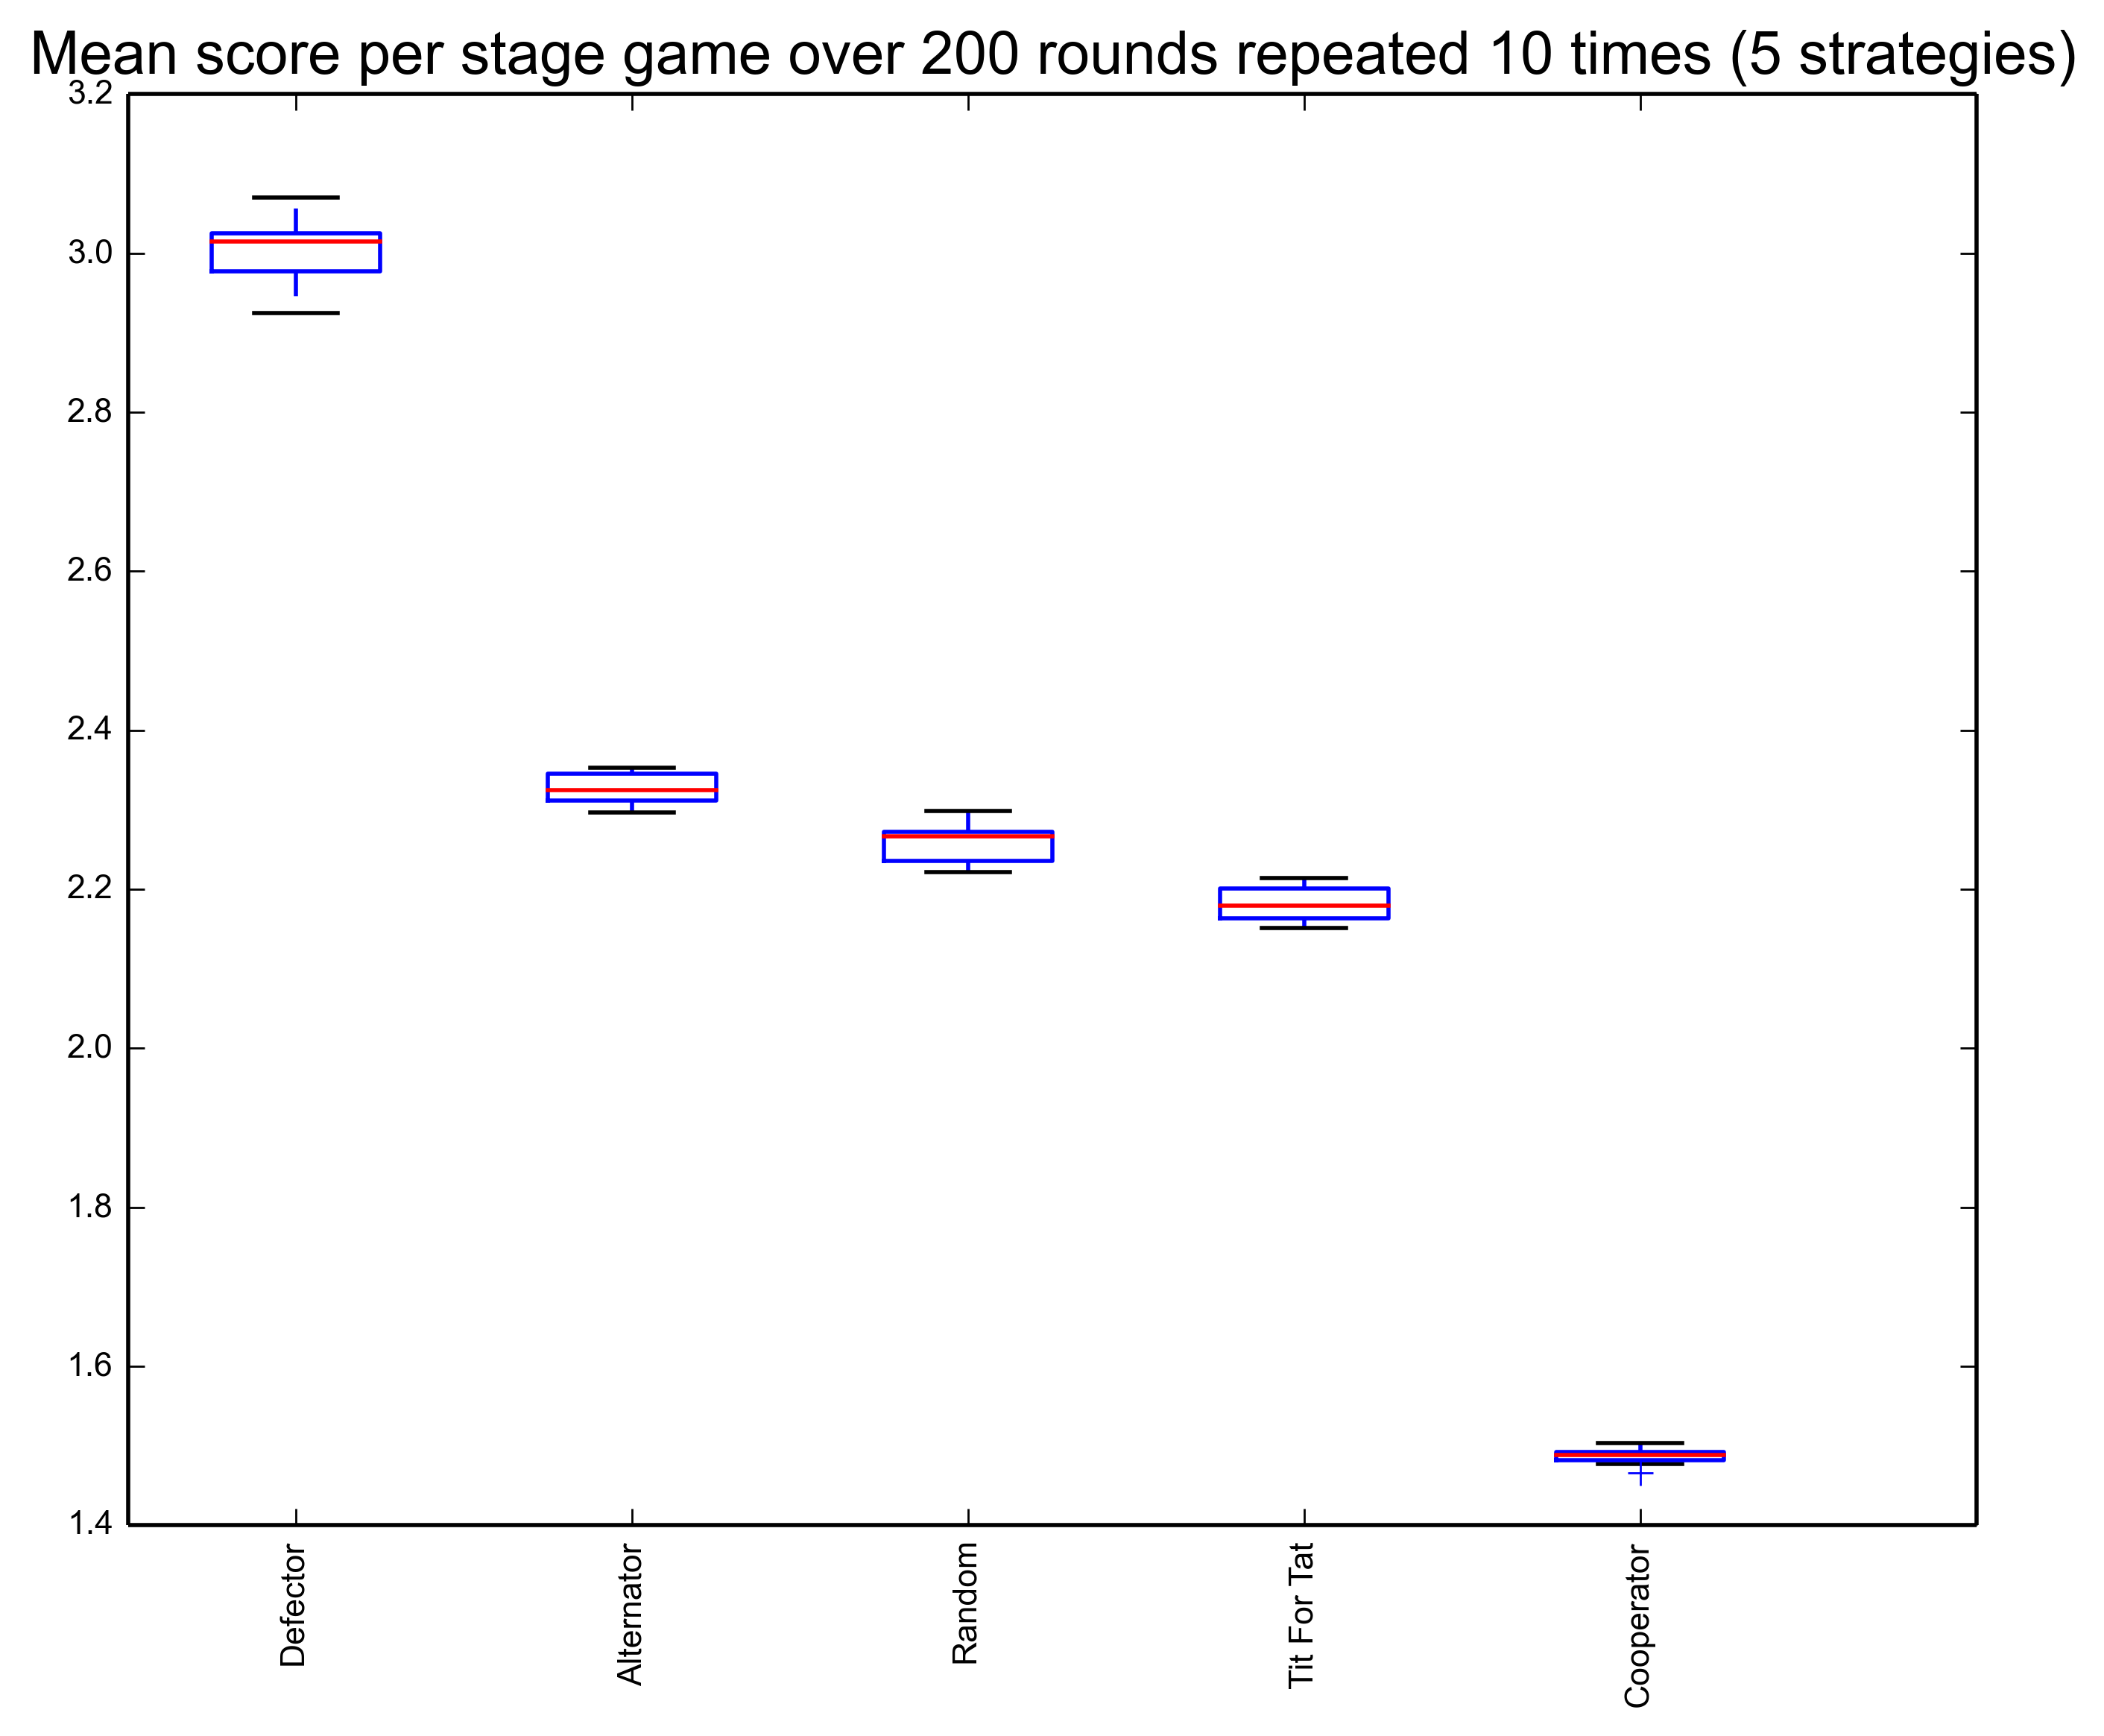 Mean score per stage game over 200 rounds repeated 10 times (5 strategies)
3.2
3.0
2.8
2.6
2.4
2.2
2.0
1.8
1.6
1.4
Defector
Alternator
Random
Tit For Tat
Cooperator